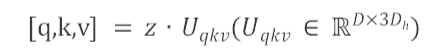 [q,k,v] = z · U_{qkv}(U_{qkv} ∈ ℝ^{D×3D_h})